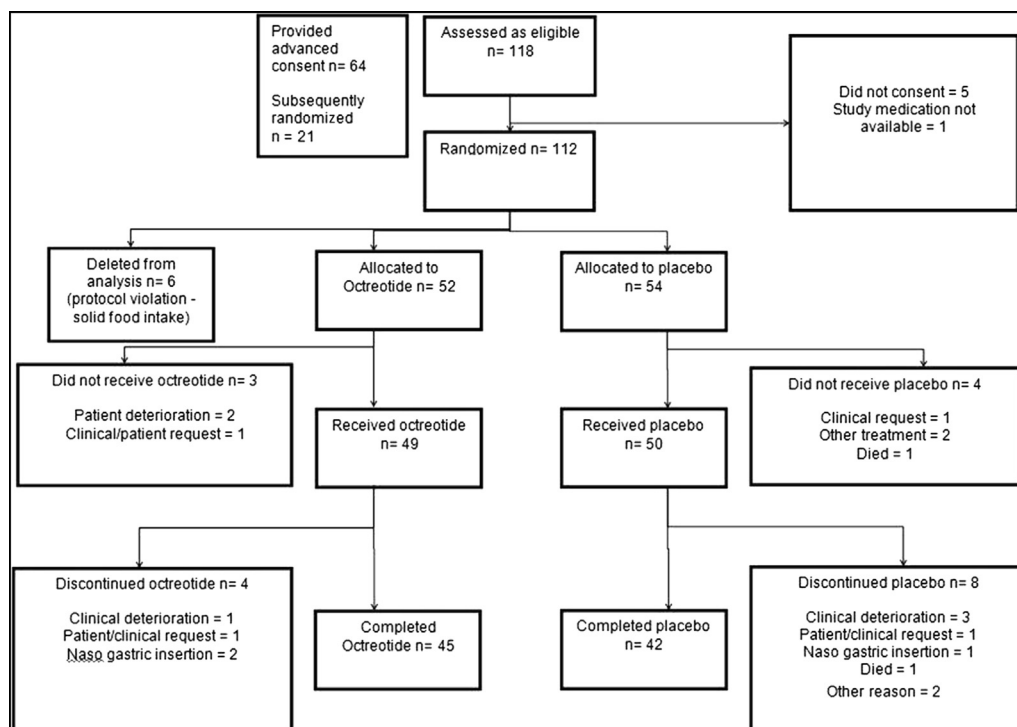 Provided
advanced
consent n= 64
Subsequently
randomized
n = 21
Assessed as eligible
n= 118
Did not consent = 5
Study medication not
available = 1
Randomized n= 112
Deleted from
analysis n= 6
(protocol violation -
solid food intake)
Allocated to
Octreotide n= 52
Allocated to placebo
n= 54
Did not receive octreotide n= 3
Patient deterioration = 2
Clinical/patient request = 1
Received octreotide
n= 49
Received placebo
n= 50
Did not receive placebo n= 4
Clinical request = 1
Other treatment = 2
Died = 1
Discontinued octreotide n= 4
Clinical deterioration = 1
Patient/clinical request = 1
Naso gastric insertion = 2
Completed
Octreotide n= 45
Completed placebo
n= 42
Discontinued placebo n= 8
Clinical deterioration = 3
Patient/clinical request = 1
Naso gastric insertion = 1
Died = 1
Other reason = 2